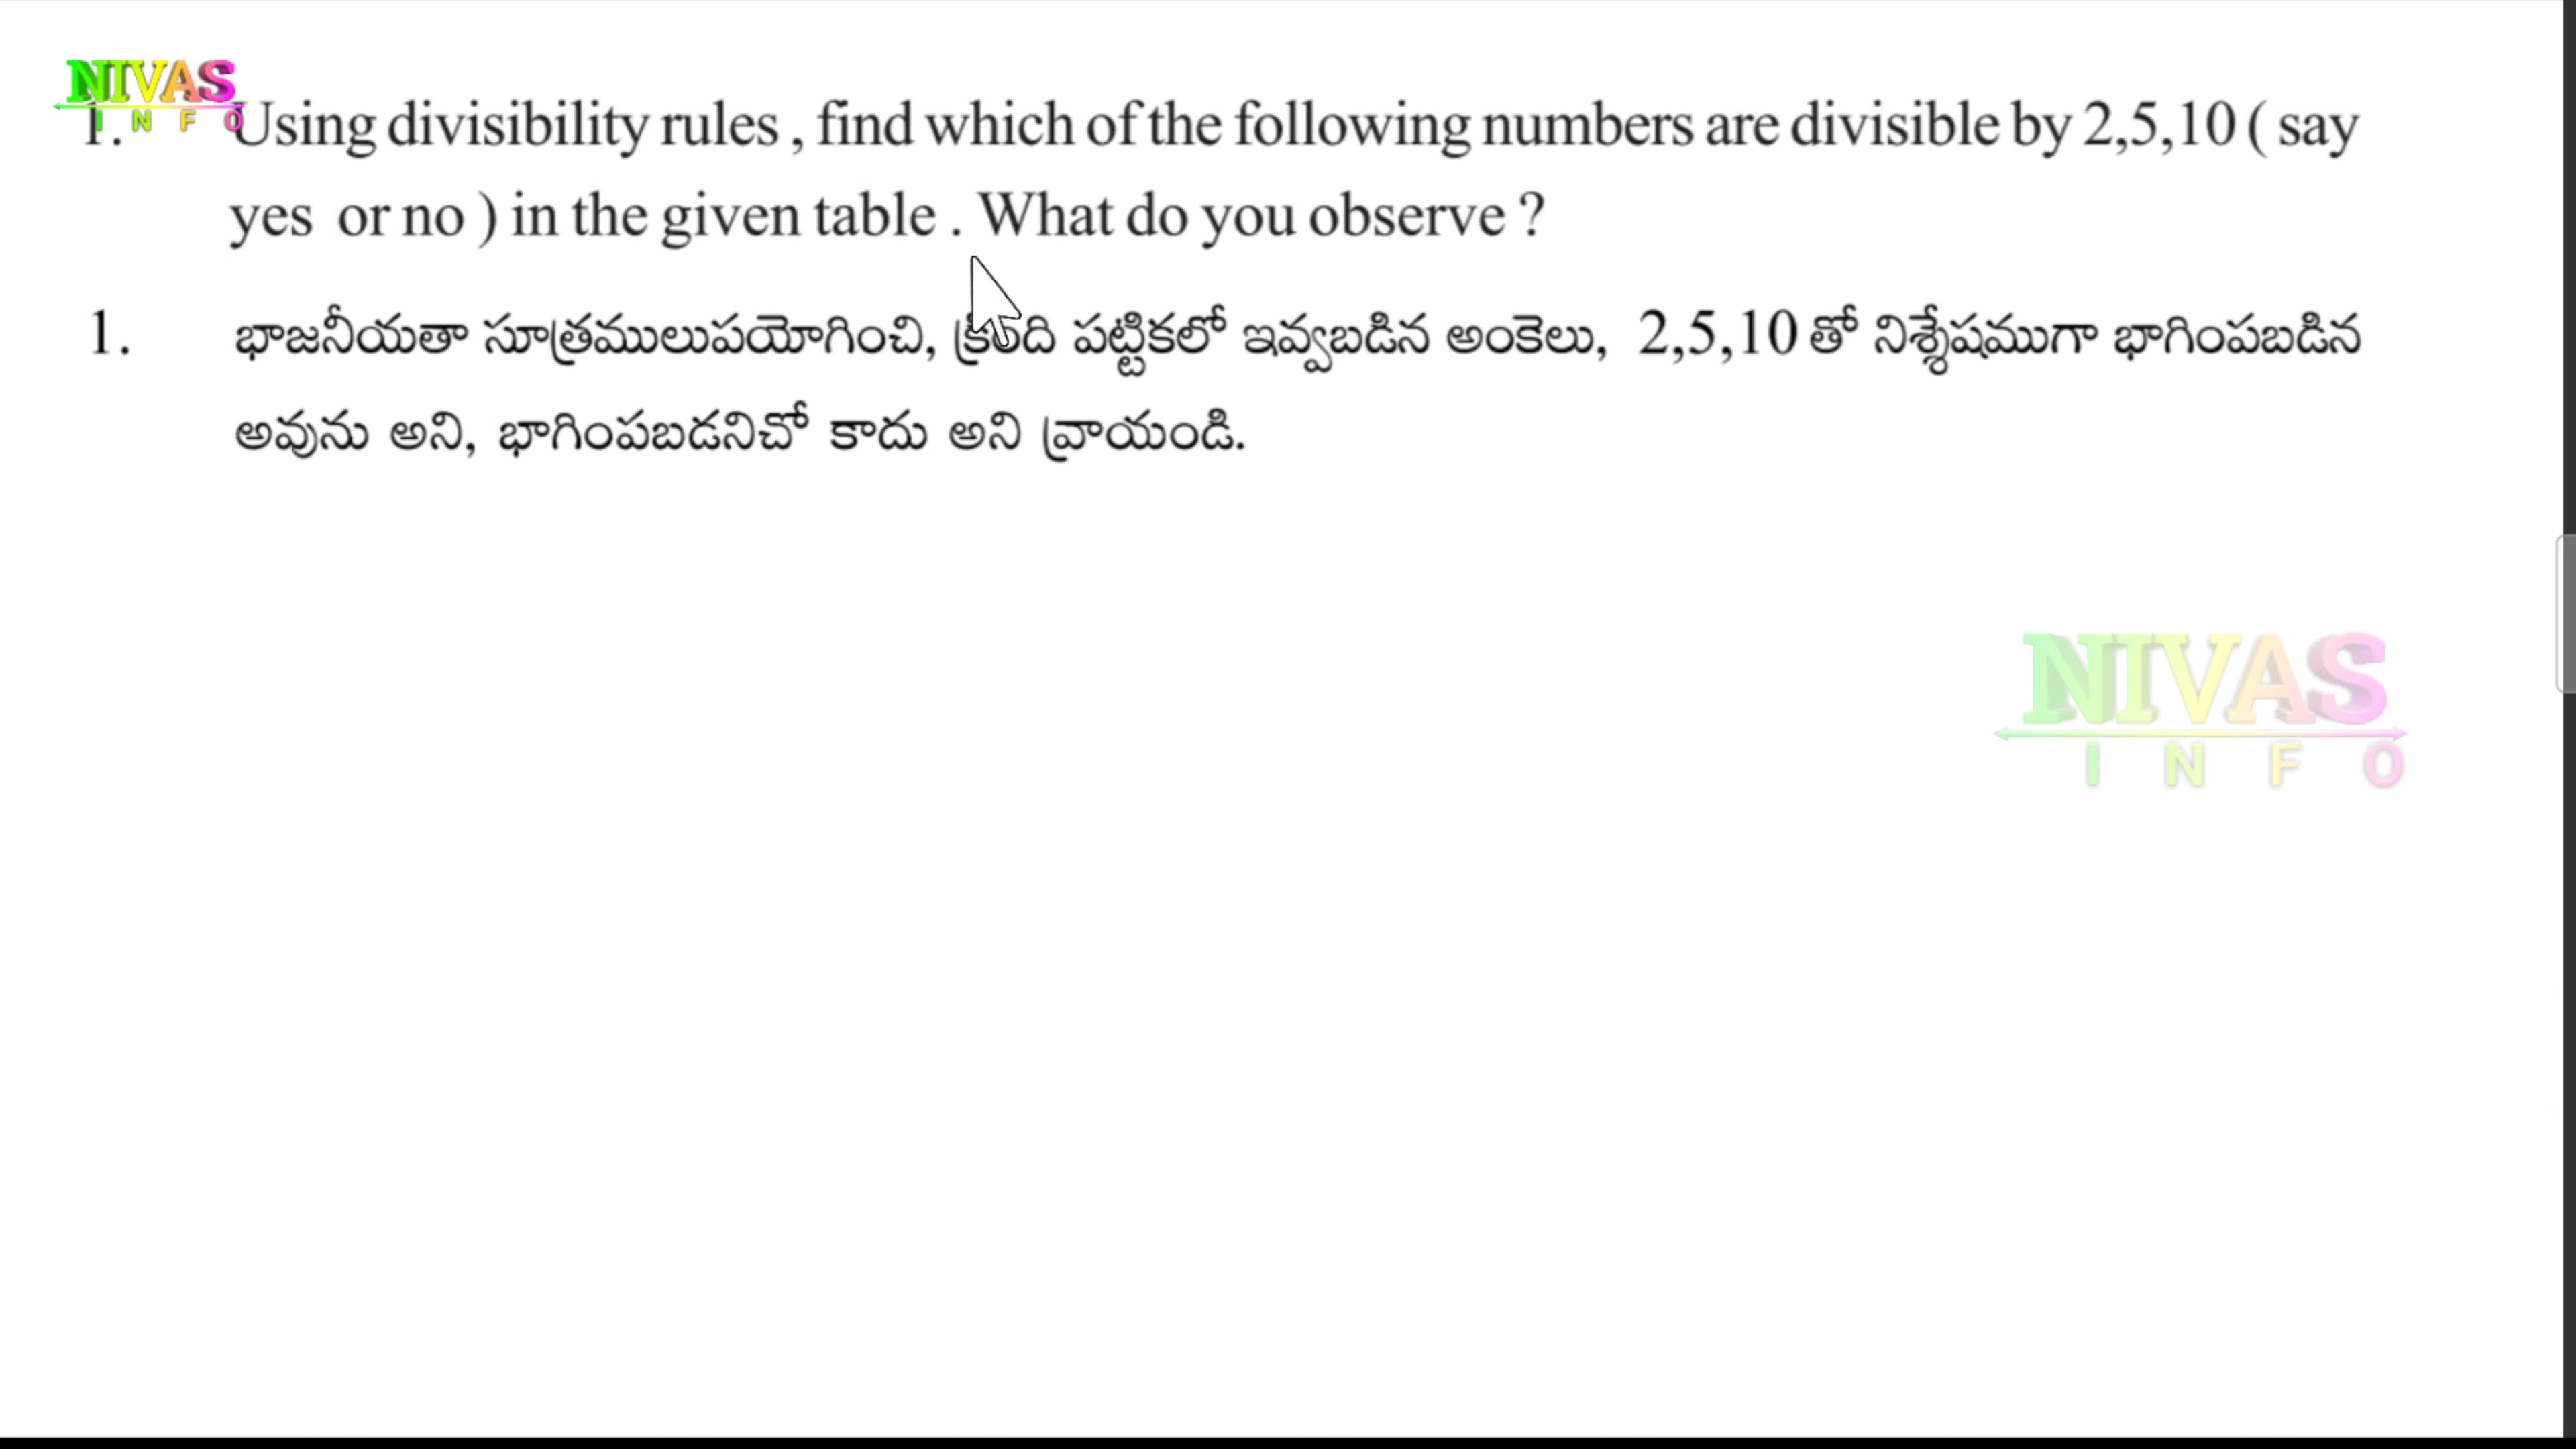 NIVAS
INFO
1. Using divisibility rules , find which of the following numbers are divisible by 2,5,10 ( say
yes or no ) in the given table . What do you observe ?
1. భాజనీయతా సూత్రములుపయోగించి, క్రింది పట్టికలో ఇవ్వబడిన అంకెలు, 2,5,10 తో నిశ్శేషముగా భాగింపబడిన
అవును అని, భాగింపబడనిచో కాదు అని వ్రాయండి.
NIVAS
INFO